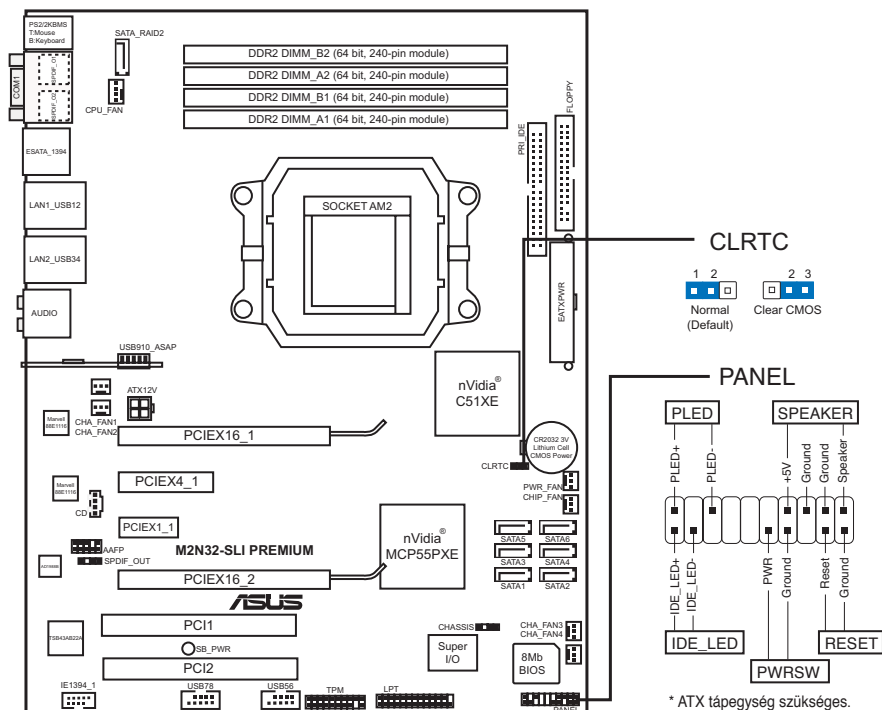 PS2/2KBMS
T:Mouse
B:Keyboard
SATA_RAID2
COM1
SPDIF_O1
SPDIF_O2
CPU_FAN
DDR2 DIMM_B2 (64 bit, 240-pin module)
DDR2 DIMM_A2 (64 bit, 240-pin module)
DDR2 DIMM_B1 (64 bit, 240-pin module)
DDR2 DIMM_A1 (64 bit, 240-pin module)
FLOPPY
PRI_IDE
ESATA_1394
LAN1_USB12
LAN2_USB34
AUDIO
SOCKET AM2
EATXPWR
CLRTC
1 2
2 3
Normal
(Default)
Clear CMOS
USB910_ASAP
ATX12V
CHA_FAN1
CHA_FAN2
Marvell
88E1116
nVidia®
C51XE
PCIEX16_1
CR2032 3V
Lithium Cell
CMOS Power
CLRTC
PWR_FAN
CHIP_FAN
PCIEX4_1
Marvell
88E1116
CD
PCIEX1_1
nVidia®
MCP55PXE
SATA5
SATA6
SATA3
SATA4
SATA1
SATA2
AAFP
SPDIF_OUT
M2N32-SLI PREMIUM
PCIEX16_2
ASUS
PCI1
SB_PWR
PCI2
TSB43AB22A
CHASSIS
Super
I/O
CHA_FAN3
CHA_FAN4
8Mb
BIOS
IE1394_1
USB78
USB56
TPM
LPT
PANEL
PANEL
PLED
SPEAKER
PLED+
PLED-
+5V
Ground
Ground
Speaker
IDE_LED+
IDE_LED-
PWR
Ground
Reset
Ground
IDE_LED
RESET
PWRSW
* ATX tápegység szükséges.